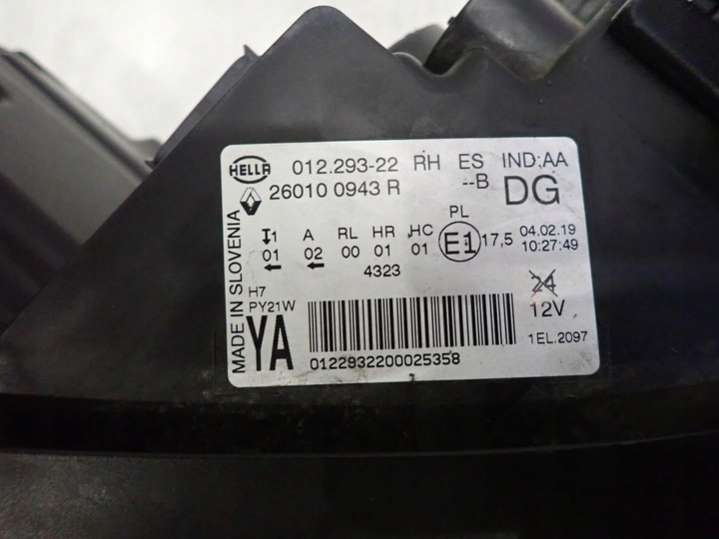 HELLA 012.293-22 RH ES IND:AA
260100943R --B DG
PL
1 A RL HR HC E1 17,5 04.02.19
01 02 00 01 01 10:27:49
4323
H7
PY21W
24
12V
YA
1EL.2097
0122932200025358
MADE IN SLOVENIA